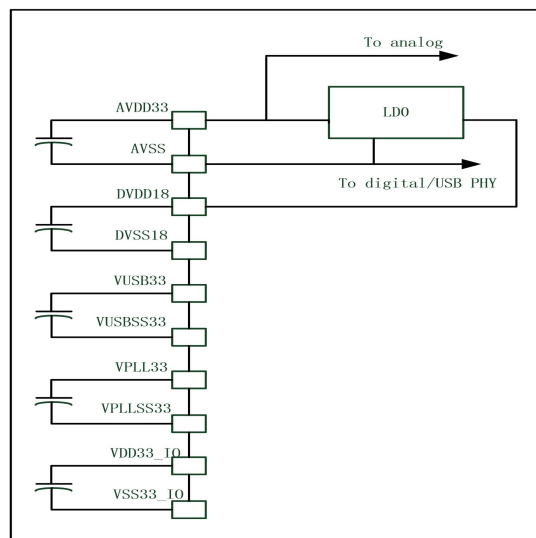 To analog
AVDD33
LDO
AVSS
To digital/USB PHY
DVDD18
DVSS18
VUSB33
VUSBSS33
VPLL33
VPLLSS33
VDD33_IO
VSS33_IO